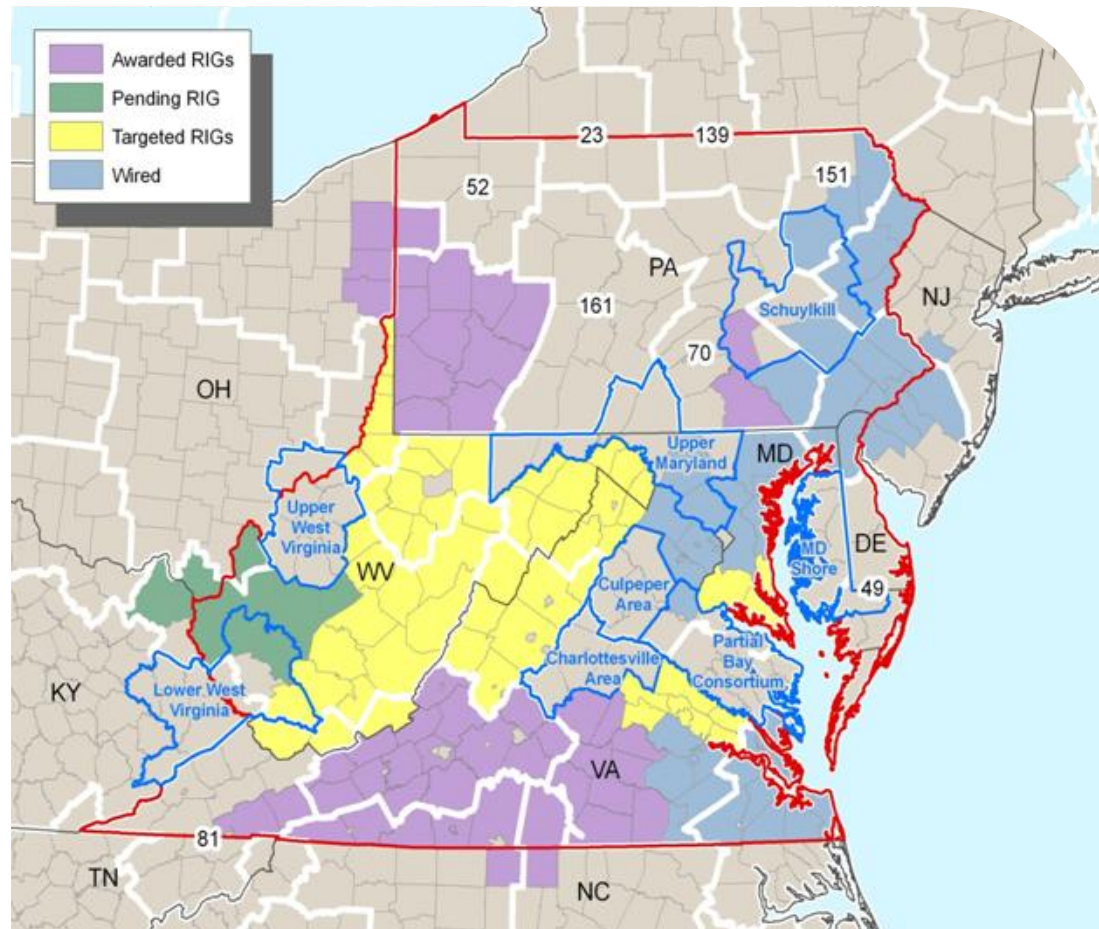 Awarded RIGs
Pending RIG
Targeted RIGs
Wired
23
139
52
151
PA
161
NJ
Schuylkill
70
OH
Upper
Maryland
MD
Upper
West
Virginia
WV
MD
Shore
DE
49
Culpeper
Area
Partial
Bay
Consortium
Charlottesville
Area
KY
Lower West
Virginia
VA
81
TN
NC